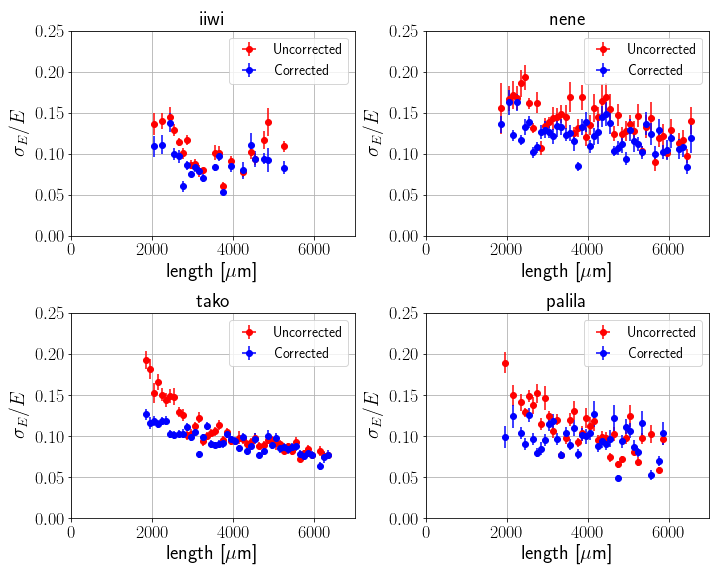 iiwi
0.25
0.20
0.15
0.10
0.05
0.00
σ_E/E
Uncorrected
Corrected
0 2000 4000 6000
length [μm]
nene
0.25
0.20
0.15
0.10
0.05
0.00
σ_E/E
Uncorrected
Corrected
0 2000 4000 6000
length [μm]
tako
0.25
0.20
0.15
0.10
0.05
0.00
σ_E/E
Uncorrected
Corrected
0 2000 4000 6000
length [μm]
palila
0.25
0.20
0.15
0.10
0.05
0.00
σ_E/E
Uncorrected
Corrected
0 2000 4000 6000
length [μm]